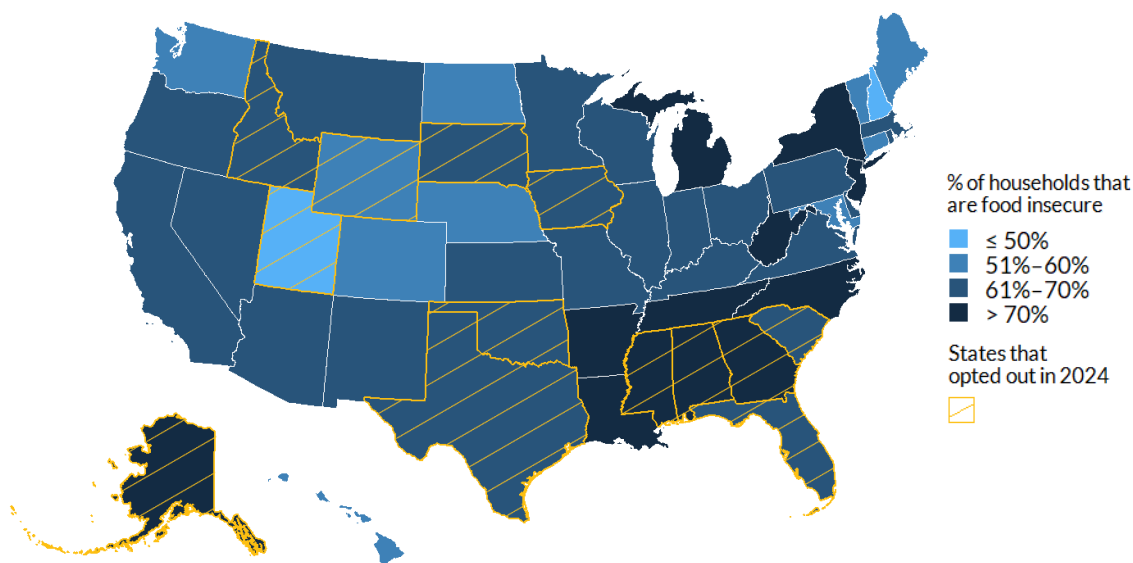 % of households that
are food insecure
≤ 50%
51%–60%
61%–70%
> 70%
States that
opted out in 2024